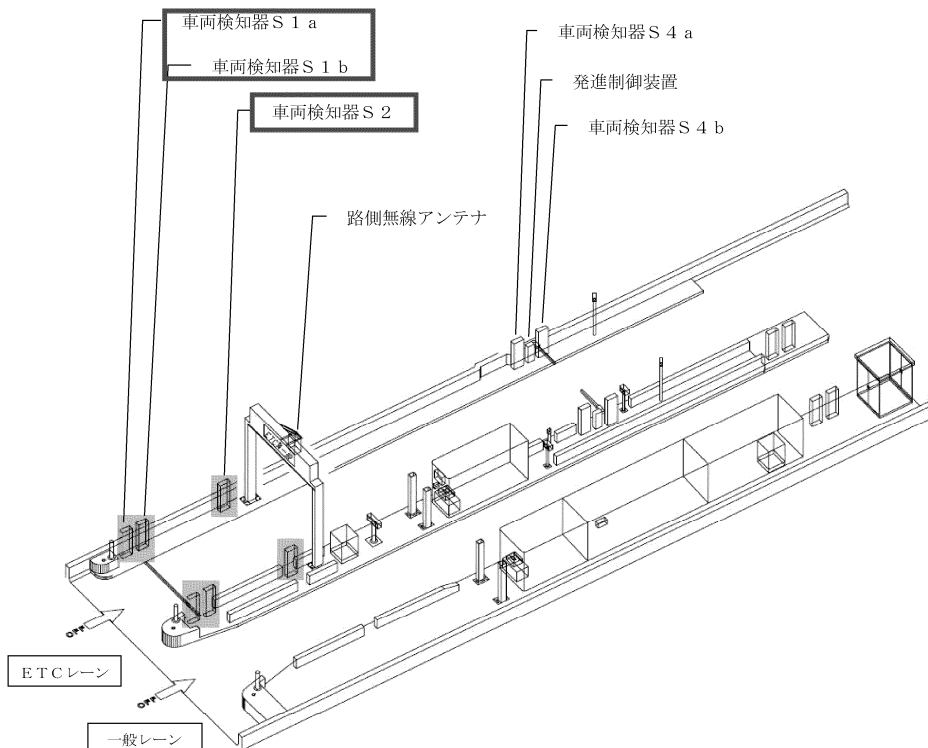 車両検知器Ｓ１ａ
車両検知器Ｓ１ｂ
車両検知器Ｓ２
車両検知器Ｓ４ａ
発進制御装置
車両検知器Ｓ４ｂ
路側無線アンテナ
ＥＴＣレーン
一般レーン